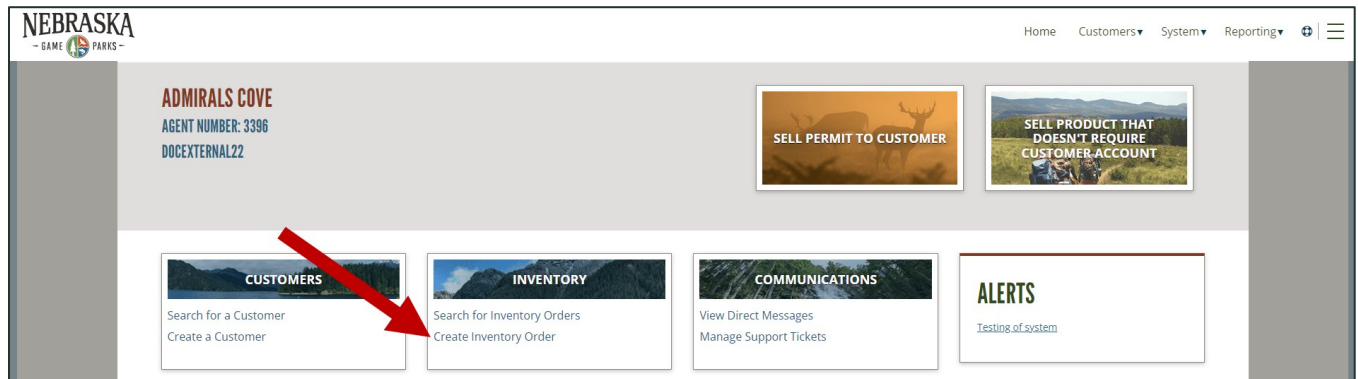 NEBRASKA
- GAME PARKS -
Home Customers▾ System▾ Reporting▾
ADMIRALS COVE
AGENT NUMBER: 3396
DOCEXTERNAL22
SELL PERMIT TO CUSTOMER
SELL PRODUCT THAT
DOESN'T REQUIRE
CUSTOMER ACCOUNT
CUSTOMERS
Search for a Customer
Create a Customer
INVENTORY
Search for Inventory Orders
Create Inventory Order
COMMUNICATIONS
View Direct Messages
Manage Support Tickets
ALERTS
Testing of system